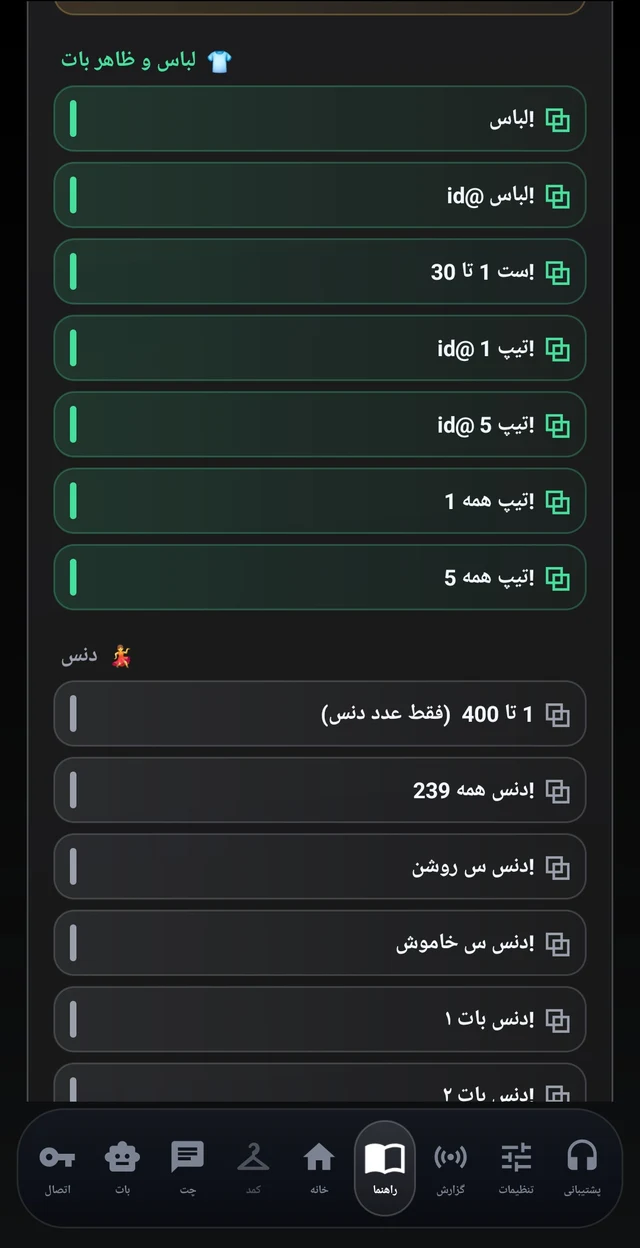 لباس و ظاهر بات
!لباس
!لباس @id
!ست 1 تا 30
!تیپ 1 @id
!تیپ 5 @id
!تیپ همه 1
!تیپ همه 5
دنس
1 تا 400 (فقط عدد دنس)
!دنس همه 239
!دنس س روشن
!دنس س خاموش
!دنس بات ۱
!دنس بات ۲
پشتیبانی
تنظیمات
گزارش
راهنما
خانه
کمد
چت
بات
اتصال